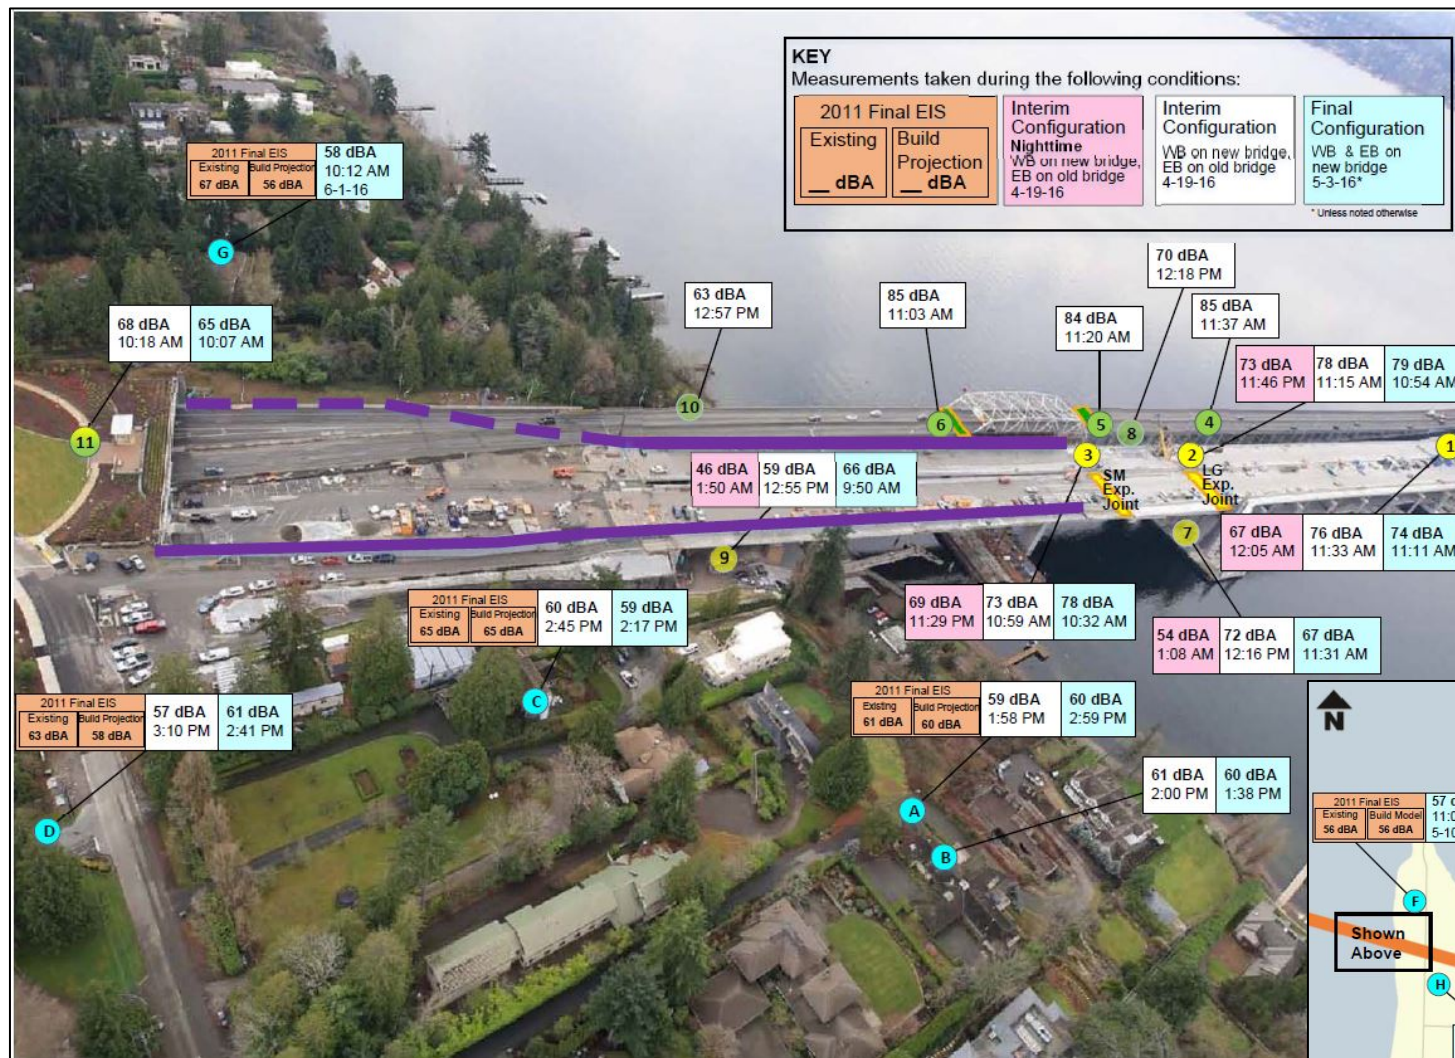 KEY
Measurements taken during the following conditions:
2011 Final EIS
Existing
__ dBA
Build
Projection
__ dBA
Interim
Configuration
Nighttime
WB on new bridge,
EB on old bridge
4-19-16
Interim
Configuration
WB on new bridge,
EB on old bridge
4-19-16
Final
Configuration
WB & EB on
new bridge
5-3-16*
* Unless noted otherwise
2011 Final EIS
Existing
67 dBA
Build Projection
56 dBA
58 dBA
10:12 AM
6-1-16
G
68 dBA
10:18 AM
65 dBA
10:07 AM
11
63 dBA
12:57 PM
10
85 dBA
11:03 AM
6
84 dBA
11:20 AM
5
70 dBA
12:18 PM
8
85 dBA
11:37 AM
4
73 dBA
11:46 PM
78 dBA
11:15 AM
79 dBA
10:54 AM
3
2
1
SM
Exp.
Joint
LG
Exp.
Joint
46 dBA
1:50 AM
59 dBA
12:55 PM
66 dBA
9:50 AM
9
7
67 dBA
12:05 AM
76 dBA
11:33 AM
74 dBA
11:11 AM
69 dBA
11:29 PM
73 dBA
10:59 AM
78 dBA
10:32 AM
54 dBA
1:08 AM
72 dBA
12:16 PM
67 dBA
11:31 AM
2011 Final EIS
Existing
65 dBA
Build Projection
65 dBA
60 dBA
2:45 PM
59 dBA
2:17 PM
C
2011 Final EIS
Existing
63 dBA
Build Projection
58 dBA
57 dBA
3:10 PM
61 dBA
2:41 PM
D
2011 Final EIS
Existing
61 dBA
Build Projection
60 dBA
59 dBA
1:58 PM
60 dBA
2:59 PM
A
61 dBA
2:00 PM
60 dBA
1:38 PM
B
N
2011 Final EIS
Existing
56 dBA
Build Model
56 dBA
57 d
11:0
5-10
F
Shown
Above
H